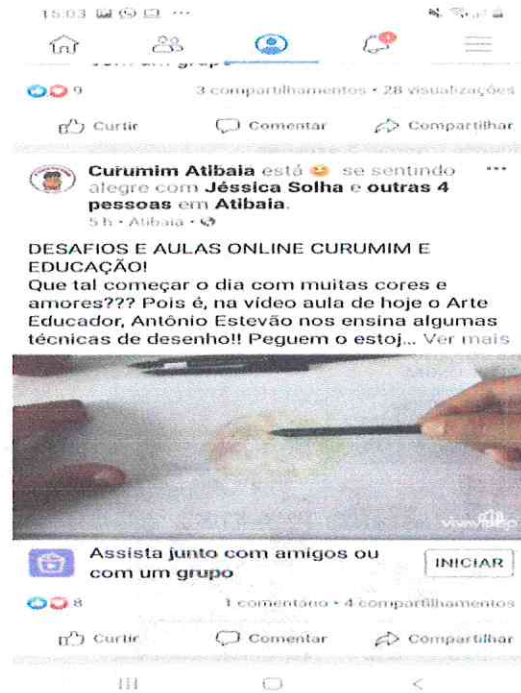 15:03
9 3 compartilhamentos • 28 visualizações
Curtir Comentar Compartilhar
Curumim Atibaia está se sentindo
alegre com Jéssica Solha e outras 4
pessoas em Atibaia.
5 h • Atibaia •
DESAFIOS E AULAS ONLINE CURUMIM E
EDUCAÇÃO!
Que tal começar o dia com muitas cores e
amores??? Pois é, na vídeo aula de hoje o Arte
Educador, Antônio Estevão nos ensina algumas
técnicas de desenho!! Peguem o estoj... Ver mais
Assista junto com amigos ou
com um grupo
INICIAR
8 1 comentário • 4 compartilhamentos
Curtir Comentar Compartilhar